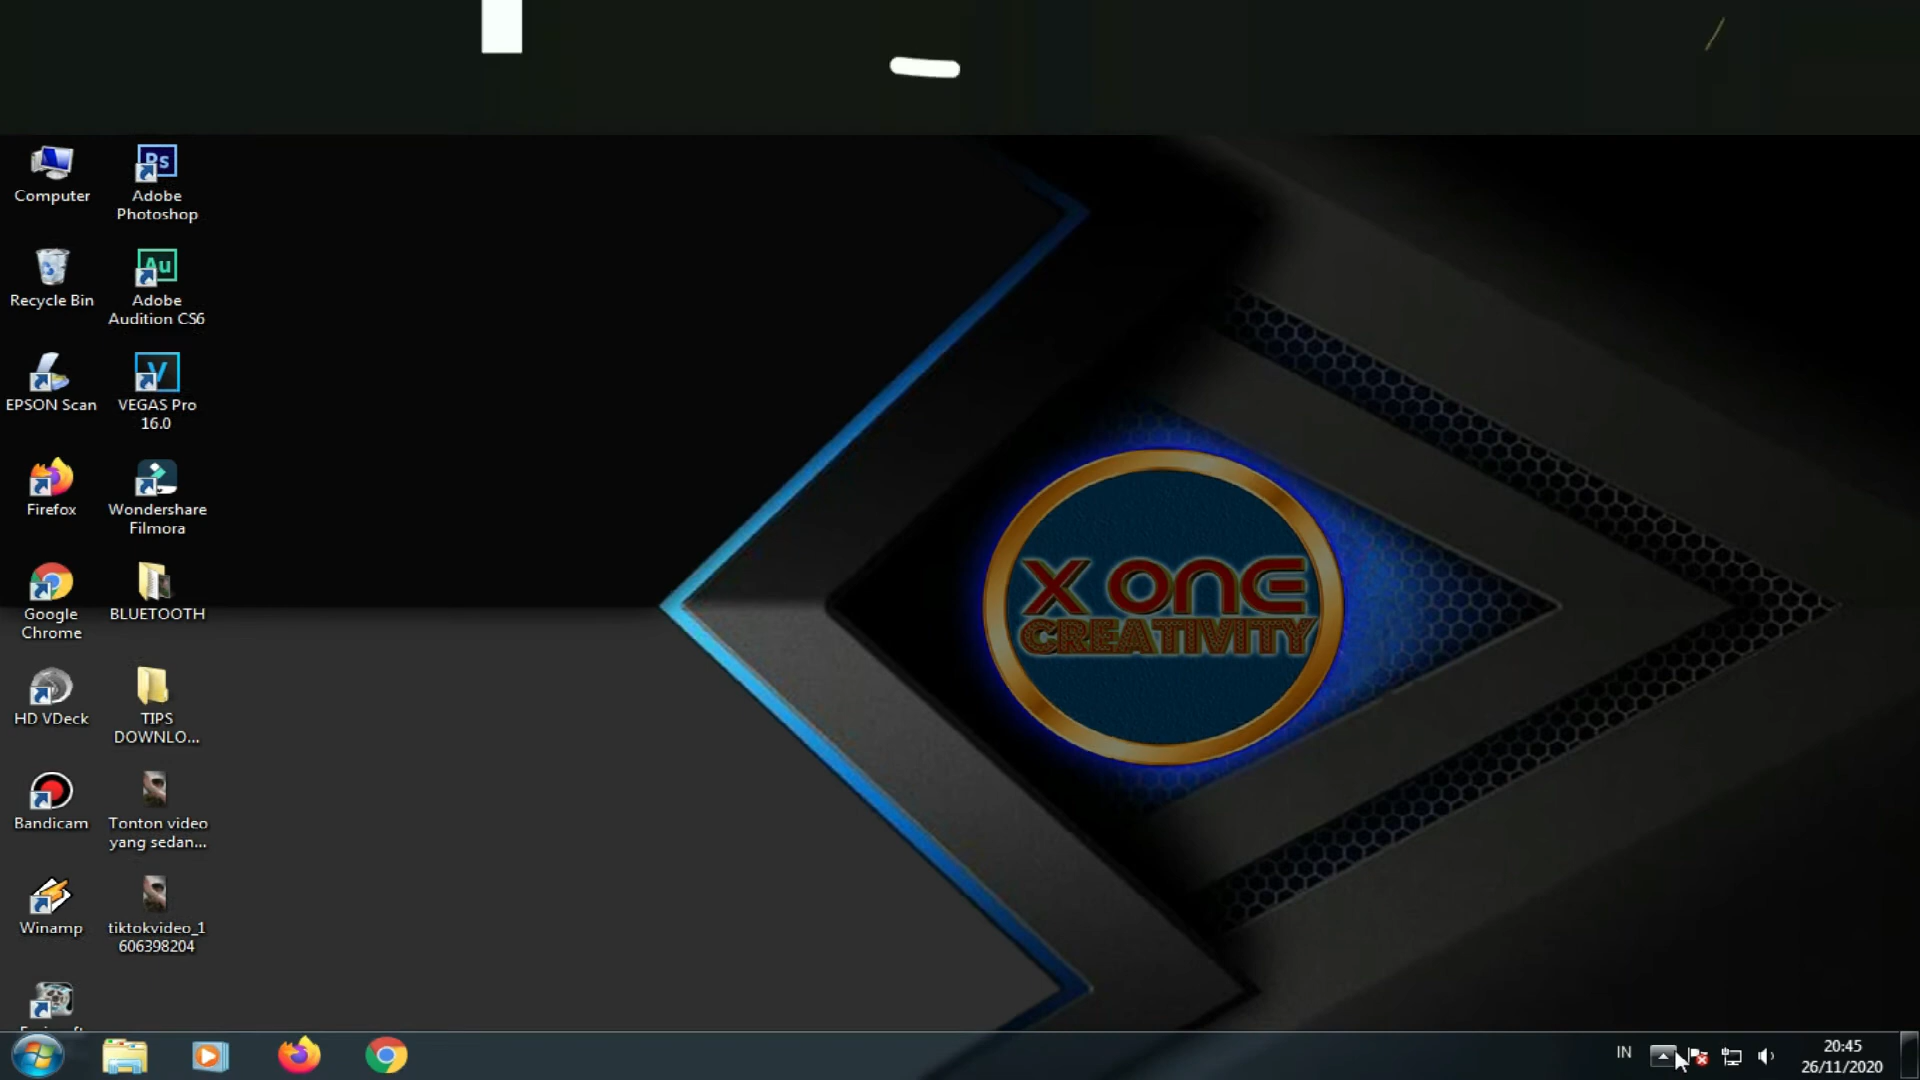 Computer
Ps
Adobe
Photoshop
Recycle Bin
Au
Adobe
Audition CS6
EPSON Scan
V
VEGAS Pro
16.0
Firefox
Wondershare
Filmora
Google
Chrome
BLUETOOTH
HD VDeck
TIPS
DOWNLO...
Bandicam
Tonton video
yang sedan...
Winamp
tiktokvideo_1
606398204
X ONE
CREATIVITY
IN
20:45
26/11/2020